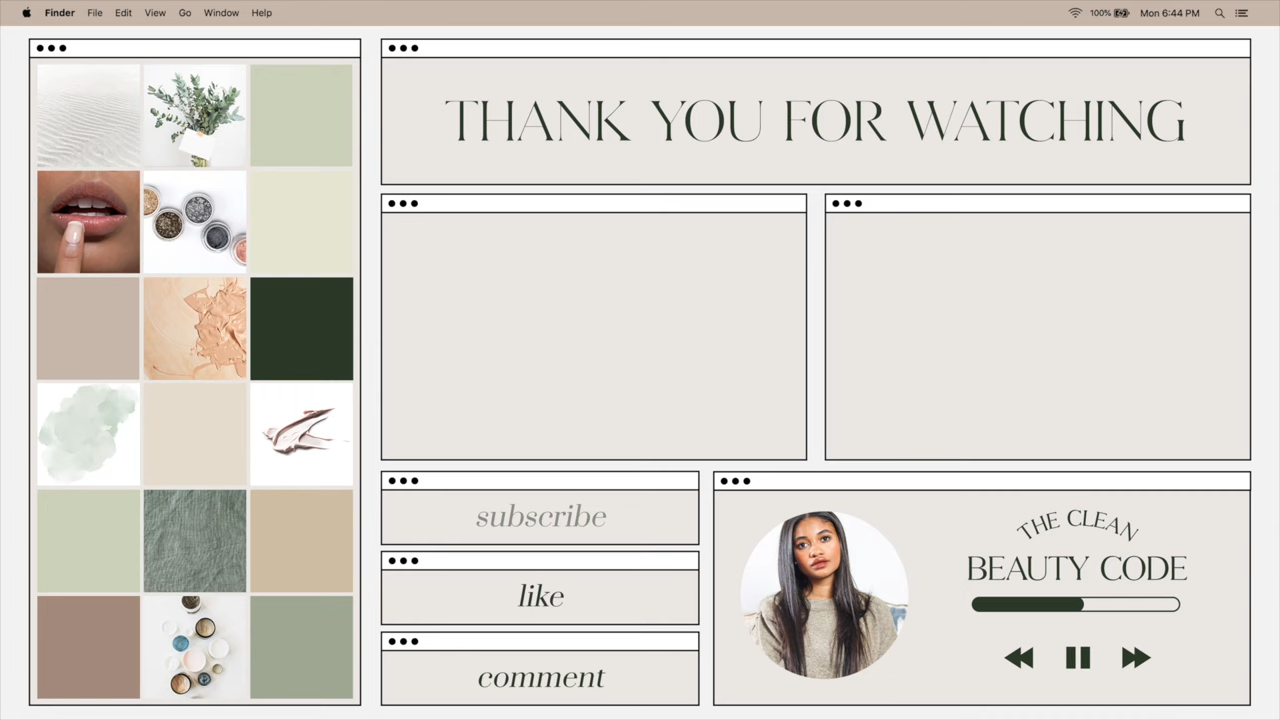 Finder File Edit View Go Window Help 100% Mon 6:44 PM
THANK YOU FOR WATCHING
subscribe
like
comment
THE CLEAN
BEAUTY CODE